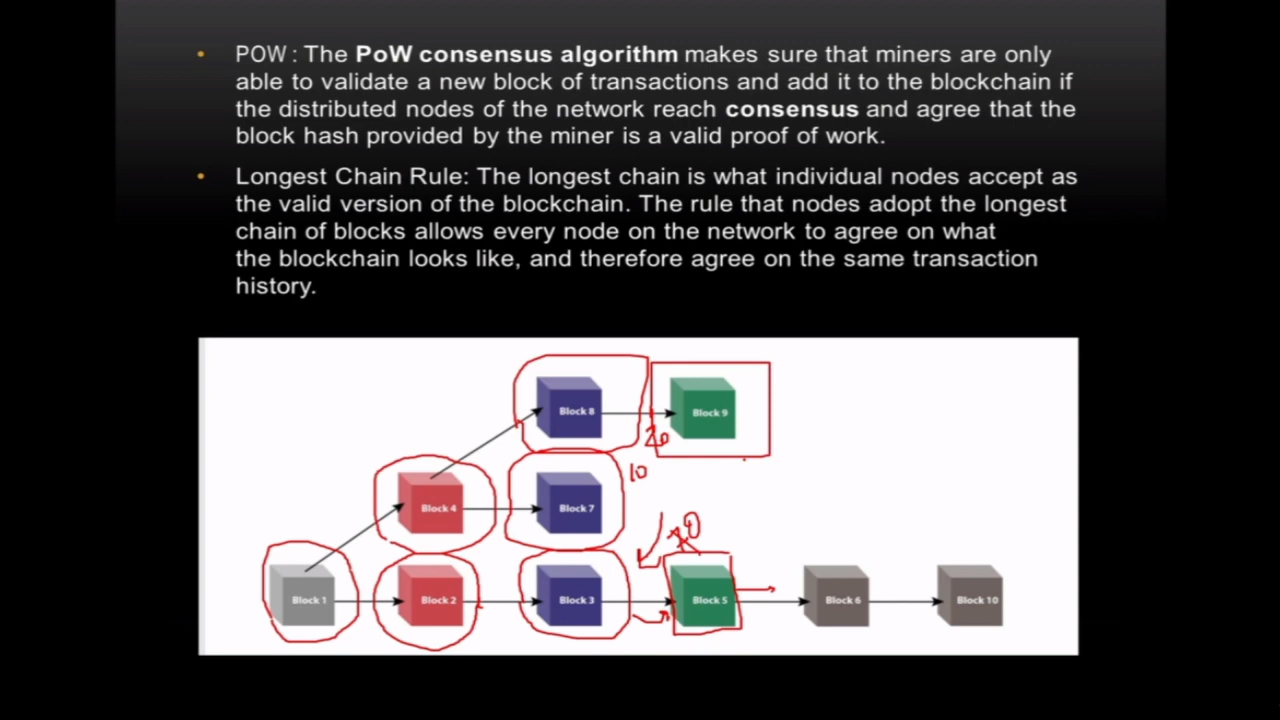 • POW : The PoW consensus algorithm makes sure that miners are only
able to validate a new block of transactions and add it to the blockchain if
the distributed nodes of the network reach consensus and agree that the
block hash provided by the miner is a valid proof of work.
• Longest Chain Rule: The longest chain is what individual nodes accept as
the valid version of the blockchain. The rule that nodes adopt the longest
chain of blocks allows every node on the network to agree on what
the blockchain looks like, and therefore agree on the same transaction
history.
Block 8
Block 9
20
10
Block 4
Block 7
Block 1
Block 2
Block 3
Block 5
Block 6
Block 10